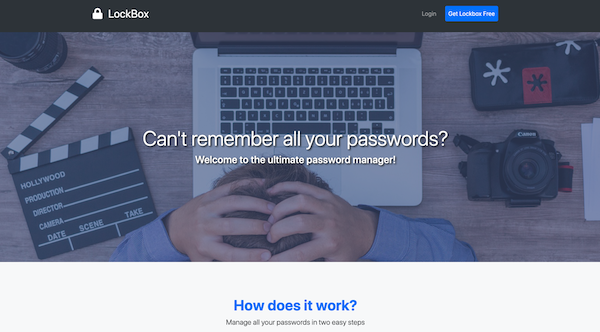 LockBox
Login
Get Lockbox Free
Can't remember all your passwords?
Welcome to the ultimate password manager!
HOLLYWOOD
PRODUCTION
DIRECTOR
CAMERA
DATE SCENE TAKE
Canon
How does it work?
Manage all your passwords in two easy steps